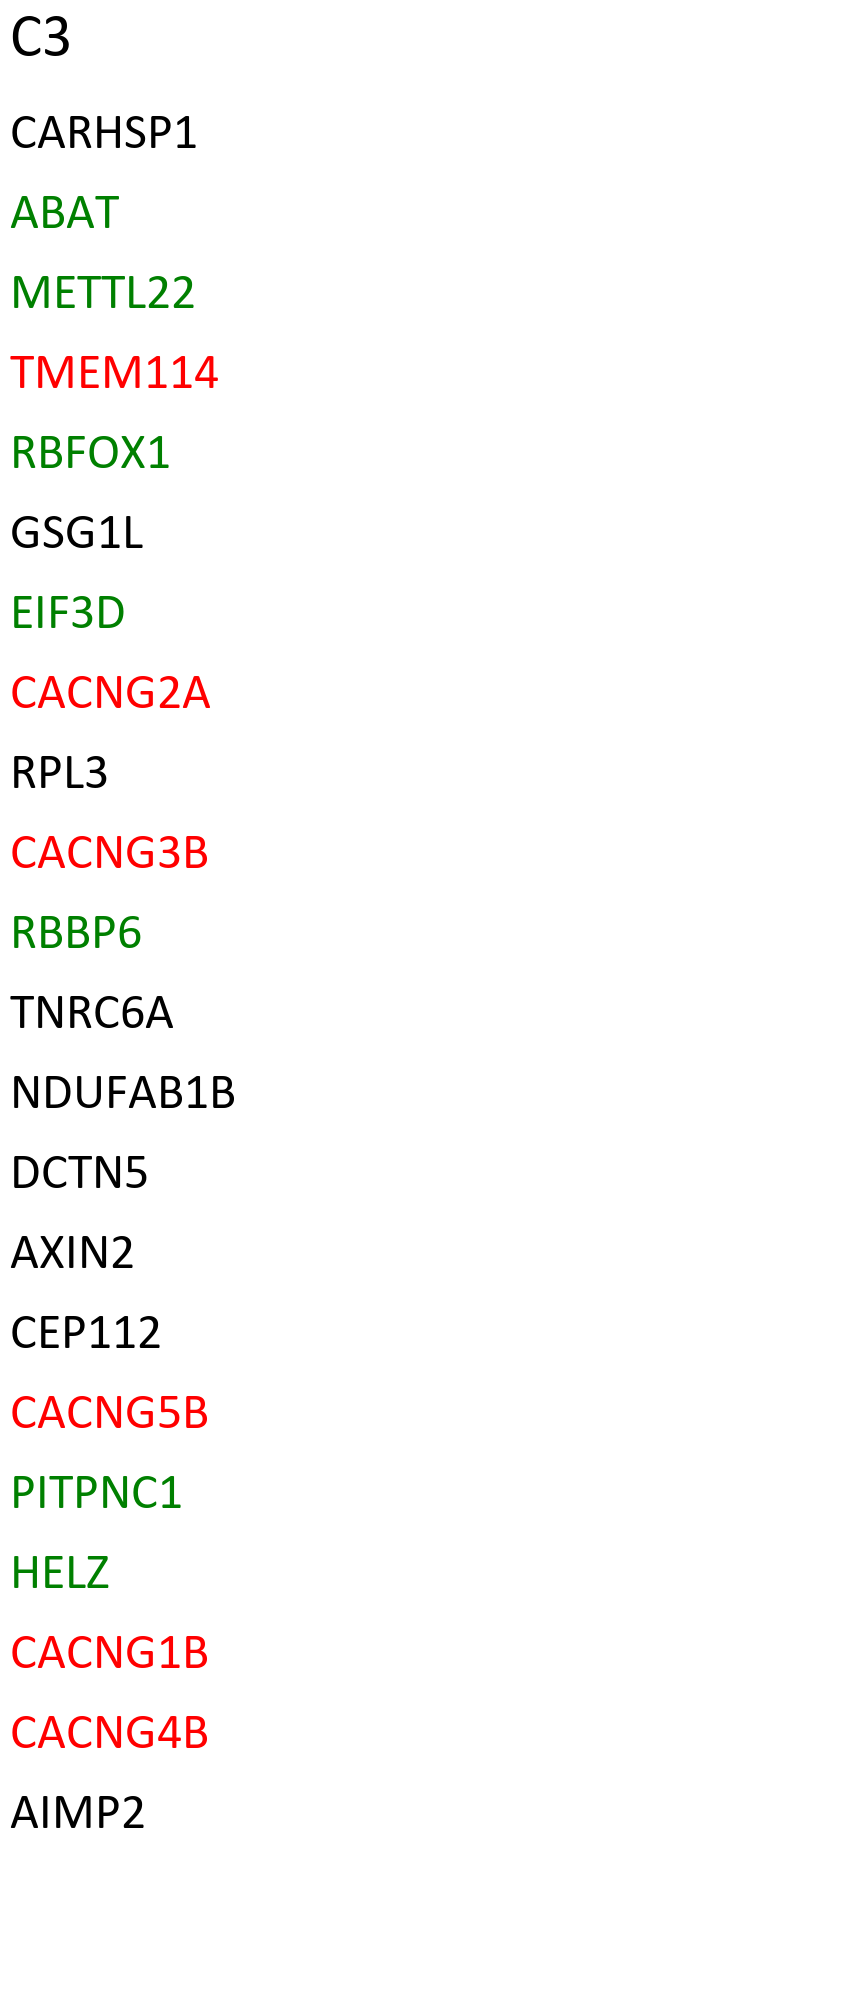 C3
CARHSP1
ABAT
METTL22
TMEM114
RBFOX1
GSG1L
EIF3D
CACNG2A
RPL3
CACNG3B
RBBP6
TNRC6A
NDUFAB1B
DCTN5
AXIN2
CEP112
CACNG5B
PITPNC1
HELZ
CACNG1B
CACNG4B
AIMP2